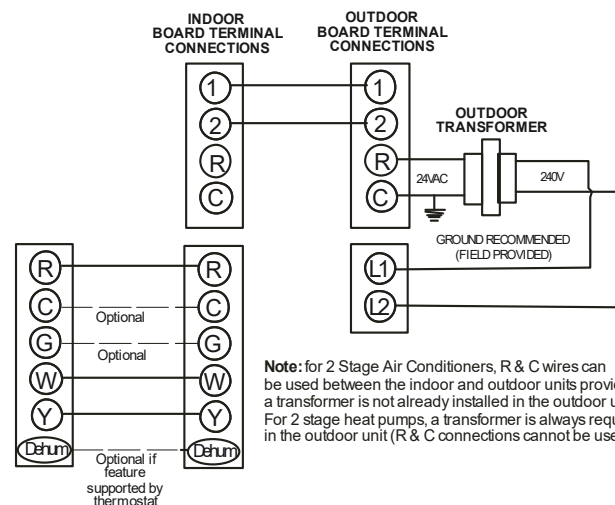 INDOOR
BOARD TERMINAL
CONNECTIONS
OUTDOOR
BOARD TERMINAL
CONNECTIONS
1
2
R
C
1
2
R
C
OUTDOOR
TRANSFORMER
24VAC
240V
GROUND RECOMMENDED
(FIELD PROVIDED)
L1
L2
R
C
G
W
Y
Dehum
Optional
Optional
Optional if
feature
supported by
thermostat
R
C
G
W
Y
Dehum
Note: for 2 Stage Air Conditioners, R & C wires can
be used between the indoor and outdoor units provi
a transformer is not already installed in the outdoor u
For 2 stage heat pumps, a transformer is always requ
in the outdoor unit (R & C connections cannot be use